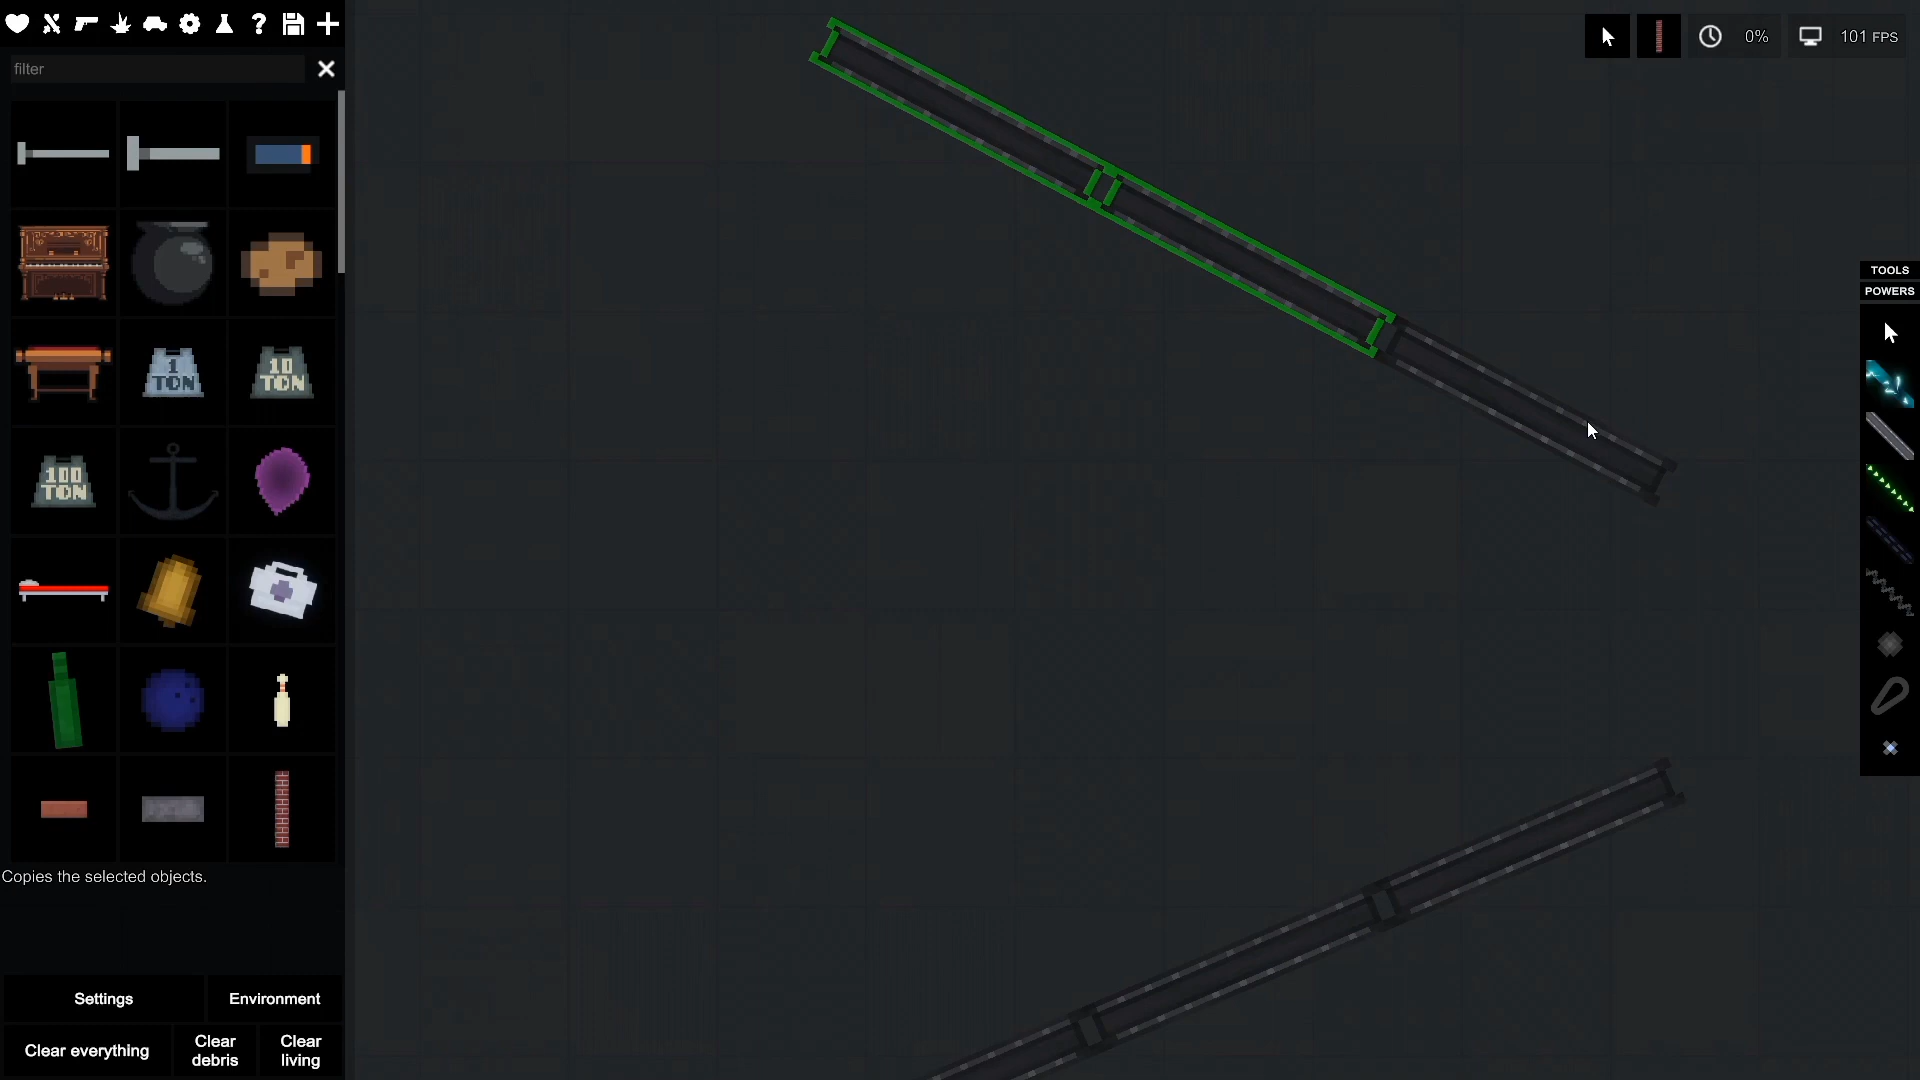 ?
filter
0%
101 FPS
1
TON
10
TON
100
TON
TOOLS
POWERS
Copies the selected objects.
Settings
Environment
Clear everything
Clear
debris
Clear
living